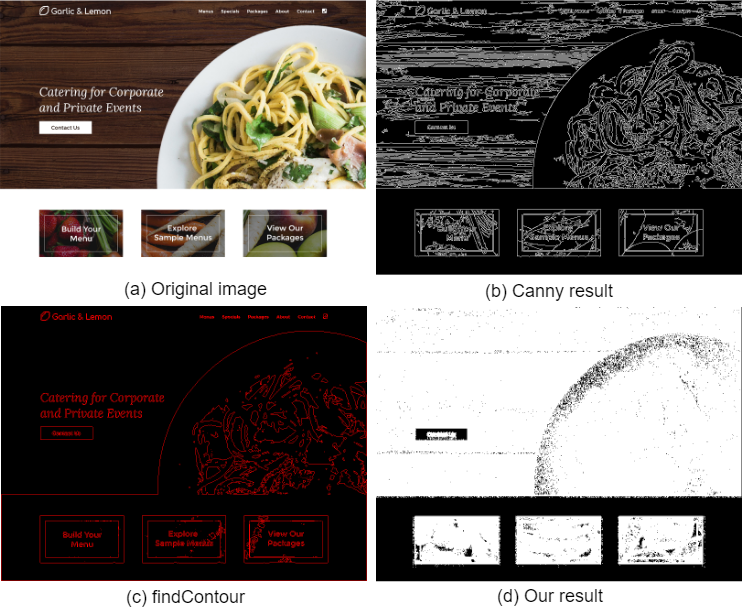 Garlic & Lemon
Menus Specials Packages About Contact
Catering for Corporate
and Private Events
Contact Us
Build Your
Menu
Explore
Sample Menus
View Our
Packages
(a) Original image
Garlic & Lemon
Catering for Corporate
and Private Events
Contact Us
Build Your
Menu
Explore
Sample Menus
View Our
Packages
(b) Canny result
Garlic & Lemon
Menus Specials Packages About Contact
Catering for Corporate
and Private Events
Contact Us
Build Your
Menu
Explore
Sample Menus
View Our
Packages
(c) findContour
(d) Our result